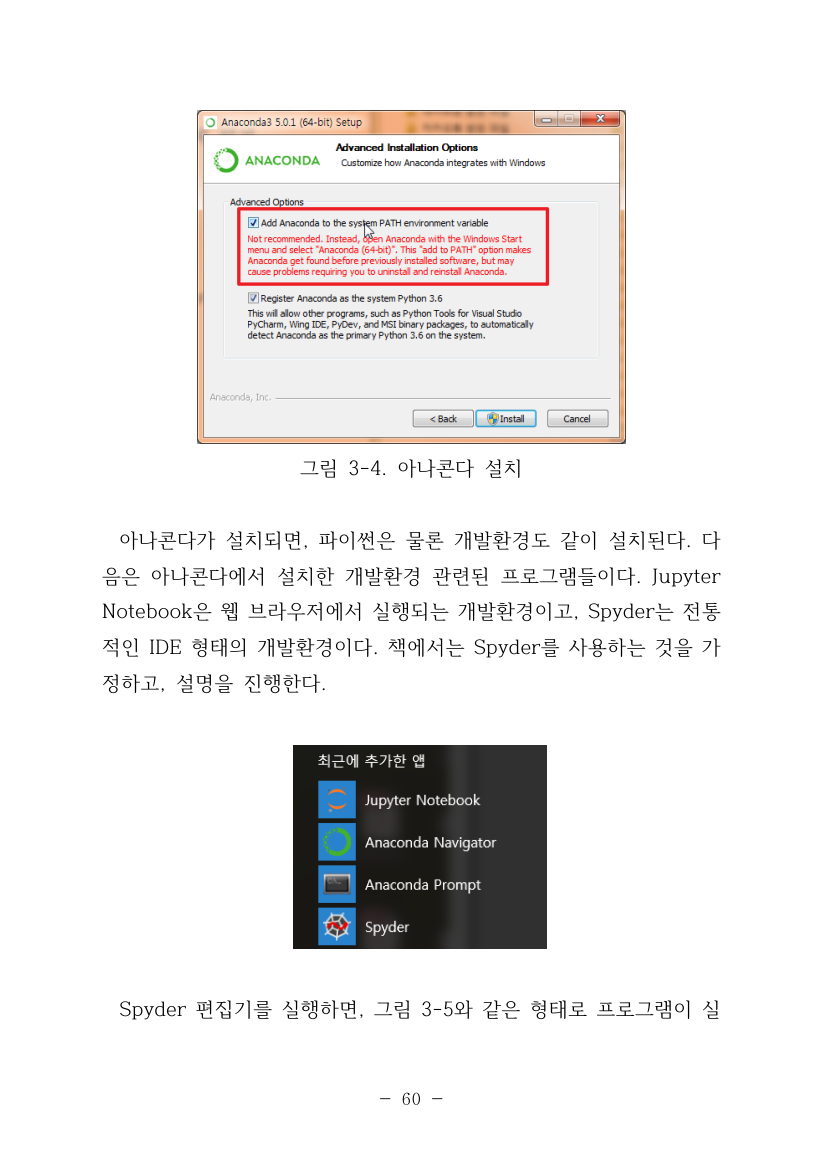 Anaconda3 5.0.1 (64-bit) Setup
ANACONDA
Advanced Installation Options
Customize how Anaconda integrates with Windows
Advanced Options
Add Anaconda to the system PATH environment variable
Not recommended. Instead, open Anaconda with the Windows Start
menu and select "Anaconda (64-bit)". This "add to PATH" option makes
Anaconda get found before previously installed software, but may
cause problems requiring you to uninstall and reinstall Anaconda.
Register Anaconda as the system Python 3.6
This will allow other programs, such as Python Tools for Visual Studio
PyCharm, Wing IDE, PyDev, and MSI binary packages, to automatically
detect Anaconda as the primary Python 3.6 on the system.
Anaconda, Inc.
< Back Install Cancel
그림 3-4. 아나콘다 설치
아나콘다가 설치되면, 파이썬은 물론 개발환경도 같이 설치된다. 다
음은 아나콘다에서 설치한 개발환경 관련된 프로그램들이다. Jupyter
Notebook은 웹 브라우저에서 실행되는 개발환경이고, Spyder는 전통
적인 IDE 형태의 개발환경이다. 책에서는 Spyder를 사용하는 것을 가
정하고, 설명을 진행한다.
최근에 추가한 앱
Jupyter Notebook
Anaconda Navigator
Anaconda Prompt
Spyder
Spyder 편집기를 실행하면, 그림 3-5와 같은 형태로 프로그램이 실
- 60 -